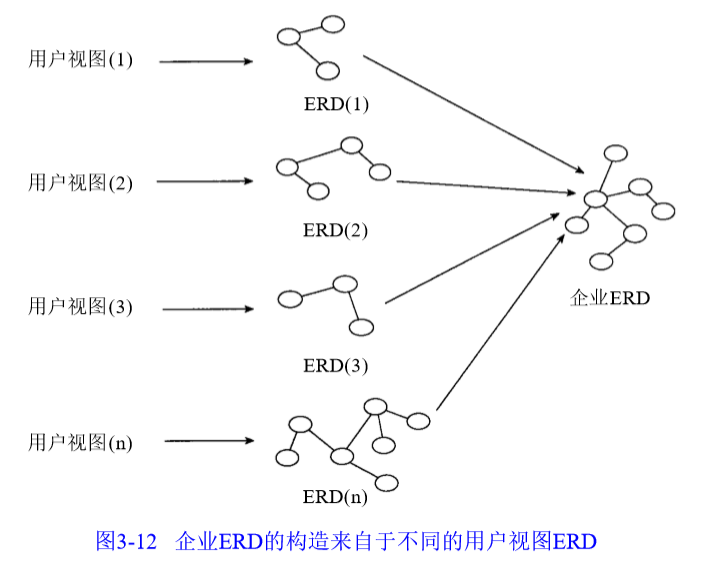 用户视图(1)
ERD(1)
用户视图(2)
ERD(2)
用户视图(3)
ERD(3)
企业ERD
用户视图(n)
ERD(n)
图3-12 企业ERD的构造来自于不同的用户视图ERD